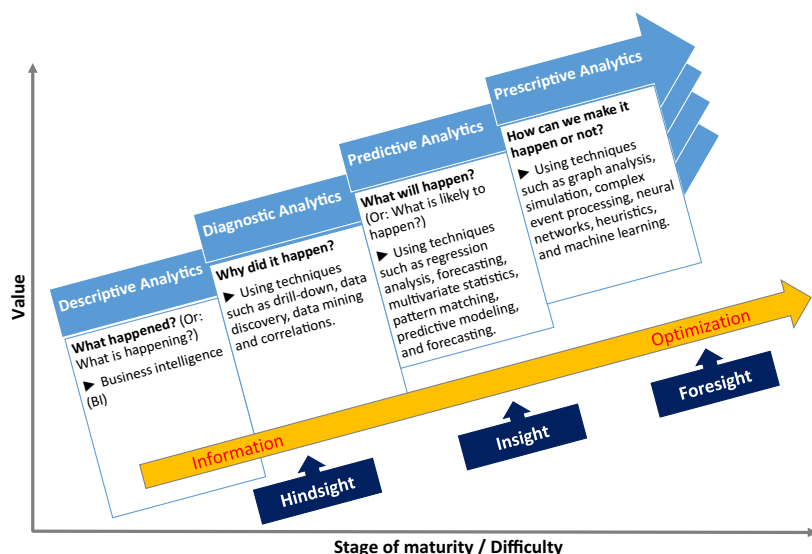 Value
Descriptive Analytics
What happened? (Or:
What is happening?)
► Business intelligence
(BI)
Diagnostic Analytics
Why did it happen?
► Using techniques
such as drill-down, data
discovery, data mining
and correlations.
Predictive Analytics
What will happen?
(Or: What is likely to
happen?)
► Using techniques
such as regression
analysis, forecasting,
multivariate statistics,
pattern matching,
predictive modeling,
and forecasting.
Prescriptive Analytics
How can we make it
happen or not?
► Using techniques
such as graph analysis,
simulation, complex
event processing, neural
networks, heuristics,
and machine learning.
Information
Optimization
Hindsight
Insight
Foresight
Stage of maturity / Difficulty